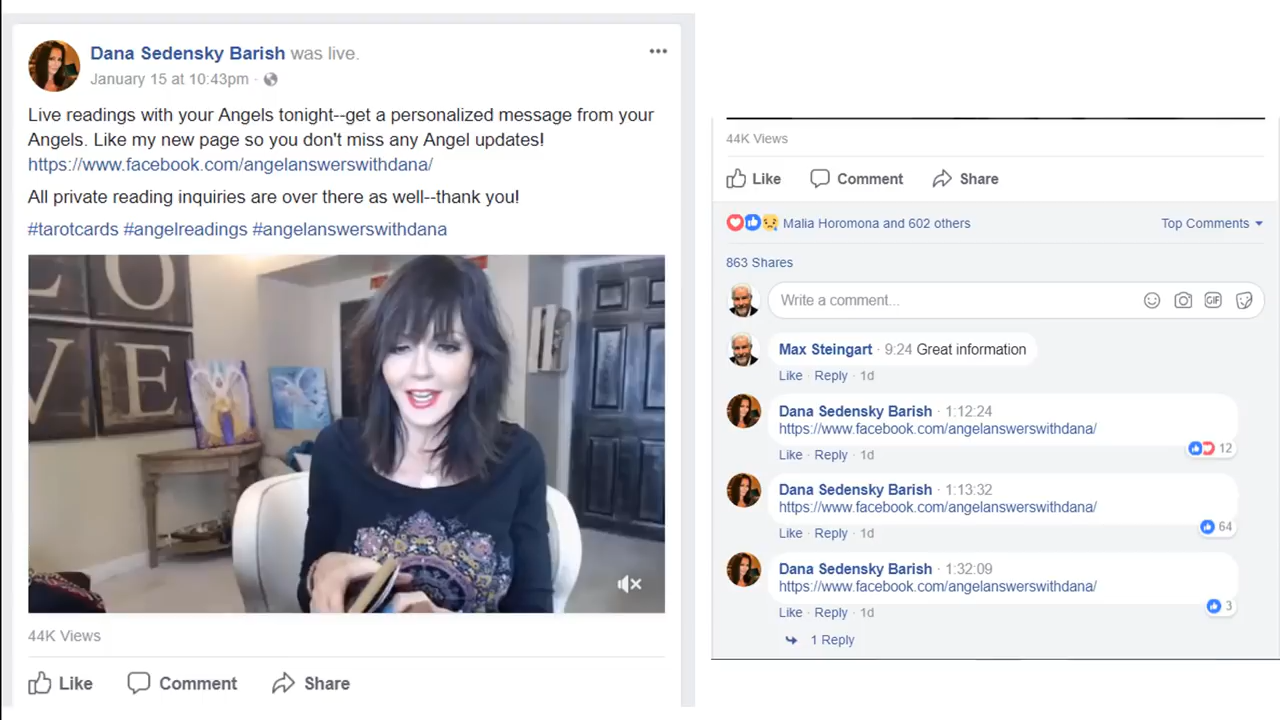 Dana Sedensky Barish was live.
January 15 at 10:43pm ·
Live readings with your Angels tonight--get a personalized message from your
Angels. Like my new page so you don't miss any Angel updates!
https://www.facebook.com/angelanswerswithdana/
All private reading inquiries are over there as well--thank you!
#tarotcards #angelreadings #angelanswerswithdana
L O
V E
44K Views
Like Comment Share
44K Views
Like Comment Share
Malia Horomona and 602 others Top Comments
863 Shares
Write a comment... GIF
Max Steingart · 9:24 Great information
Like · Reply · 1d
Dana Sedensky Barish · 1:12:24
https://www.facebook.com/angelanswerswithdana/
12
Like · Reply · 1d
Dana Sedensky Barish · 1:13:32
https://www.facebook.com/angelanswerswithdana/
64
Like · Reply · 1d
Dana Sedensky Barish · 1:32:09
https://www.facebook.com/angelanswerswithdana/
3
Like · Reply · 1d
1 Reply